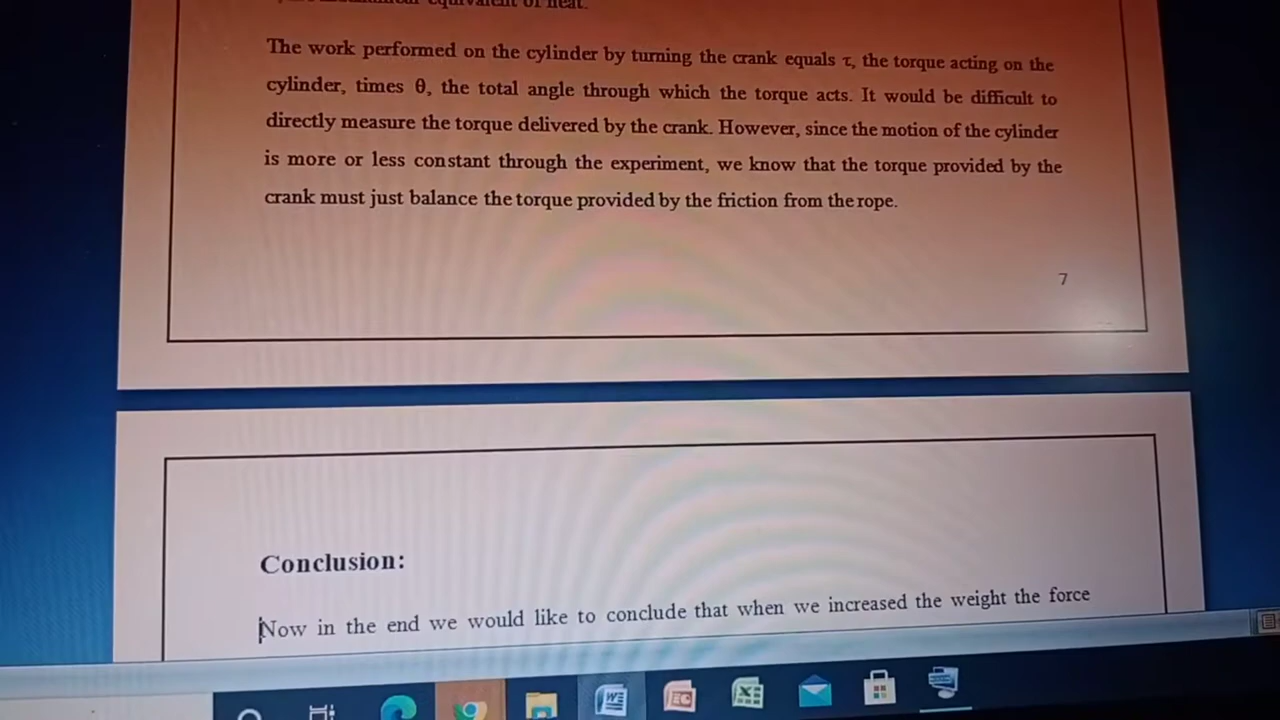 equivalent of heat.
The work performed on the cylinder by turning the crank equals τ, the torque acting on the
cylinder, times θ, the total angle through which the torque acts. It would be difficult to
directly measure the torque delivered by the crank. However, since the motion of the cylinder
is more or less constant through the experiment, we know that the torque provided by the
crank must just balance the torque provided by the friction from the rope.
7
Conclusion:
Now in the end we would like to conclude that when we increased the weight the force